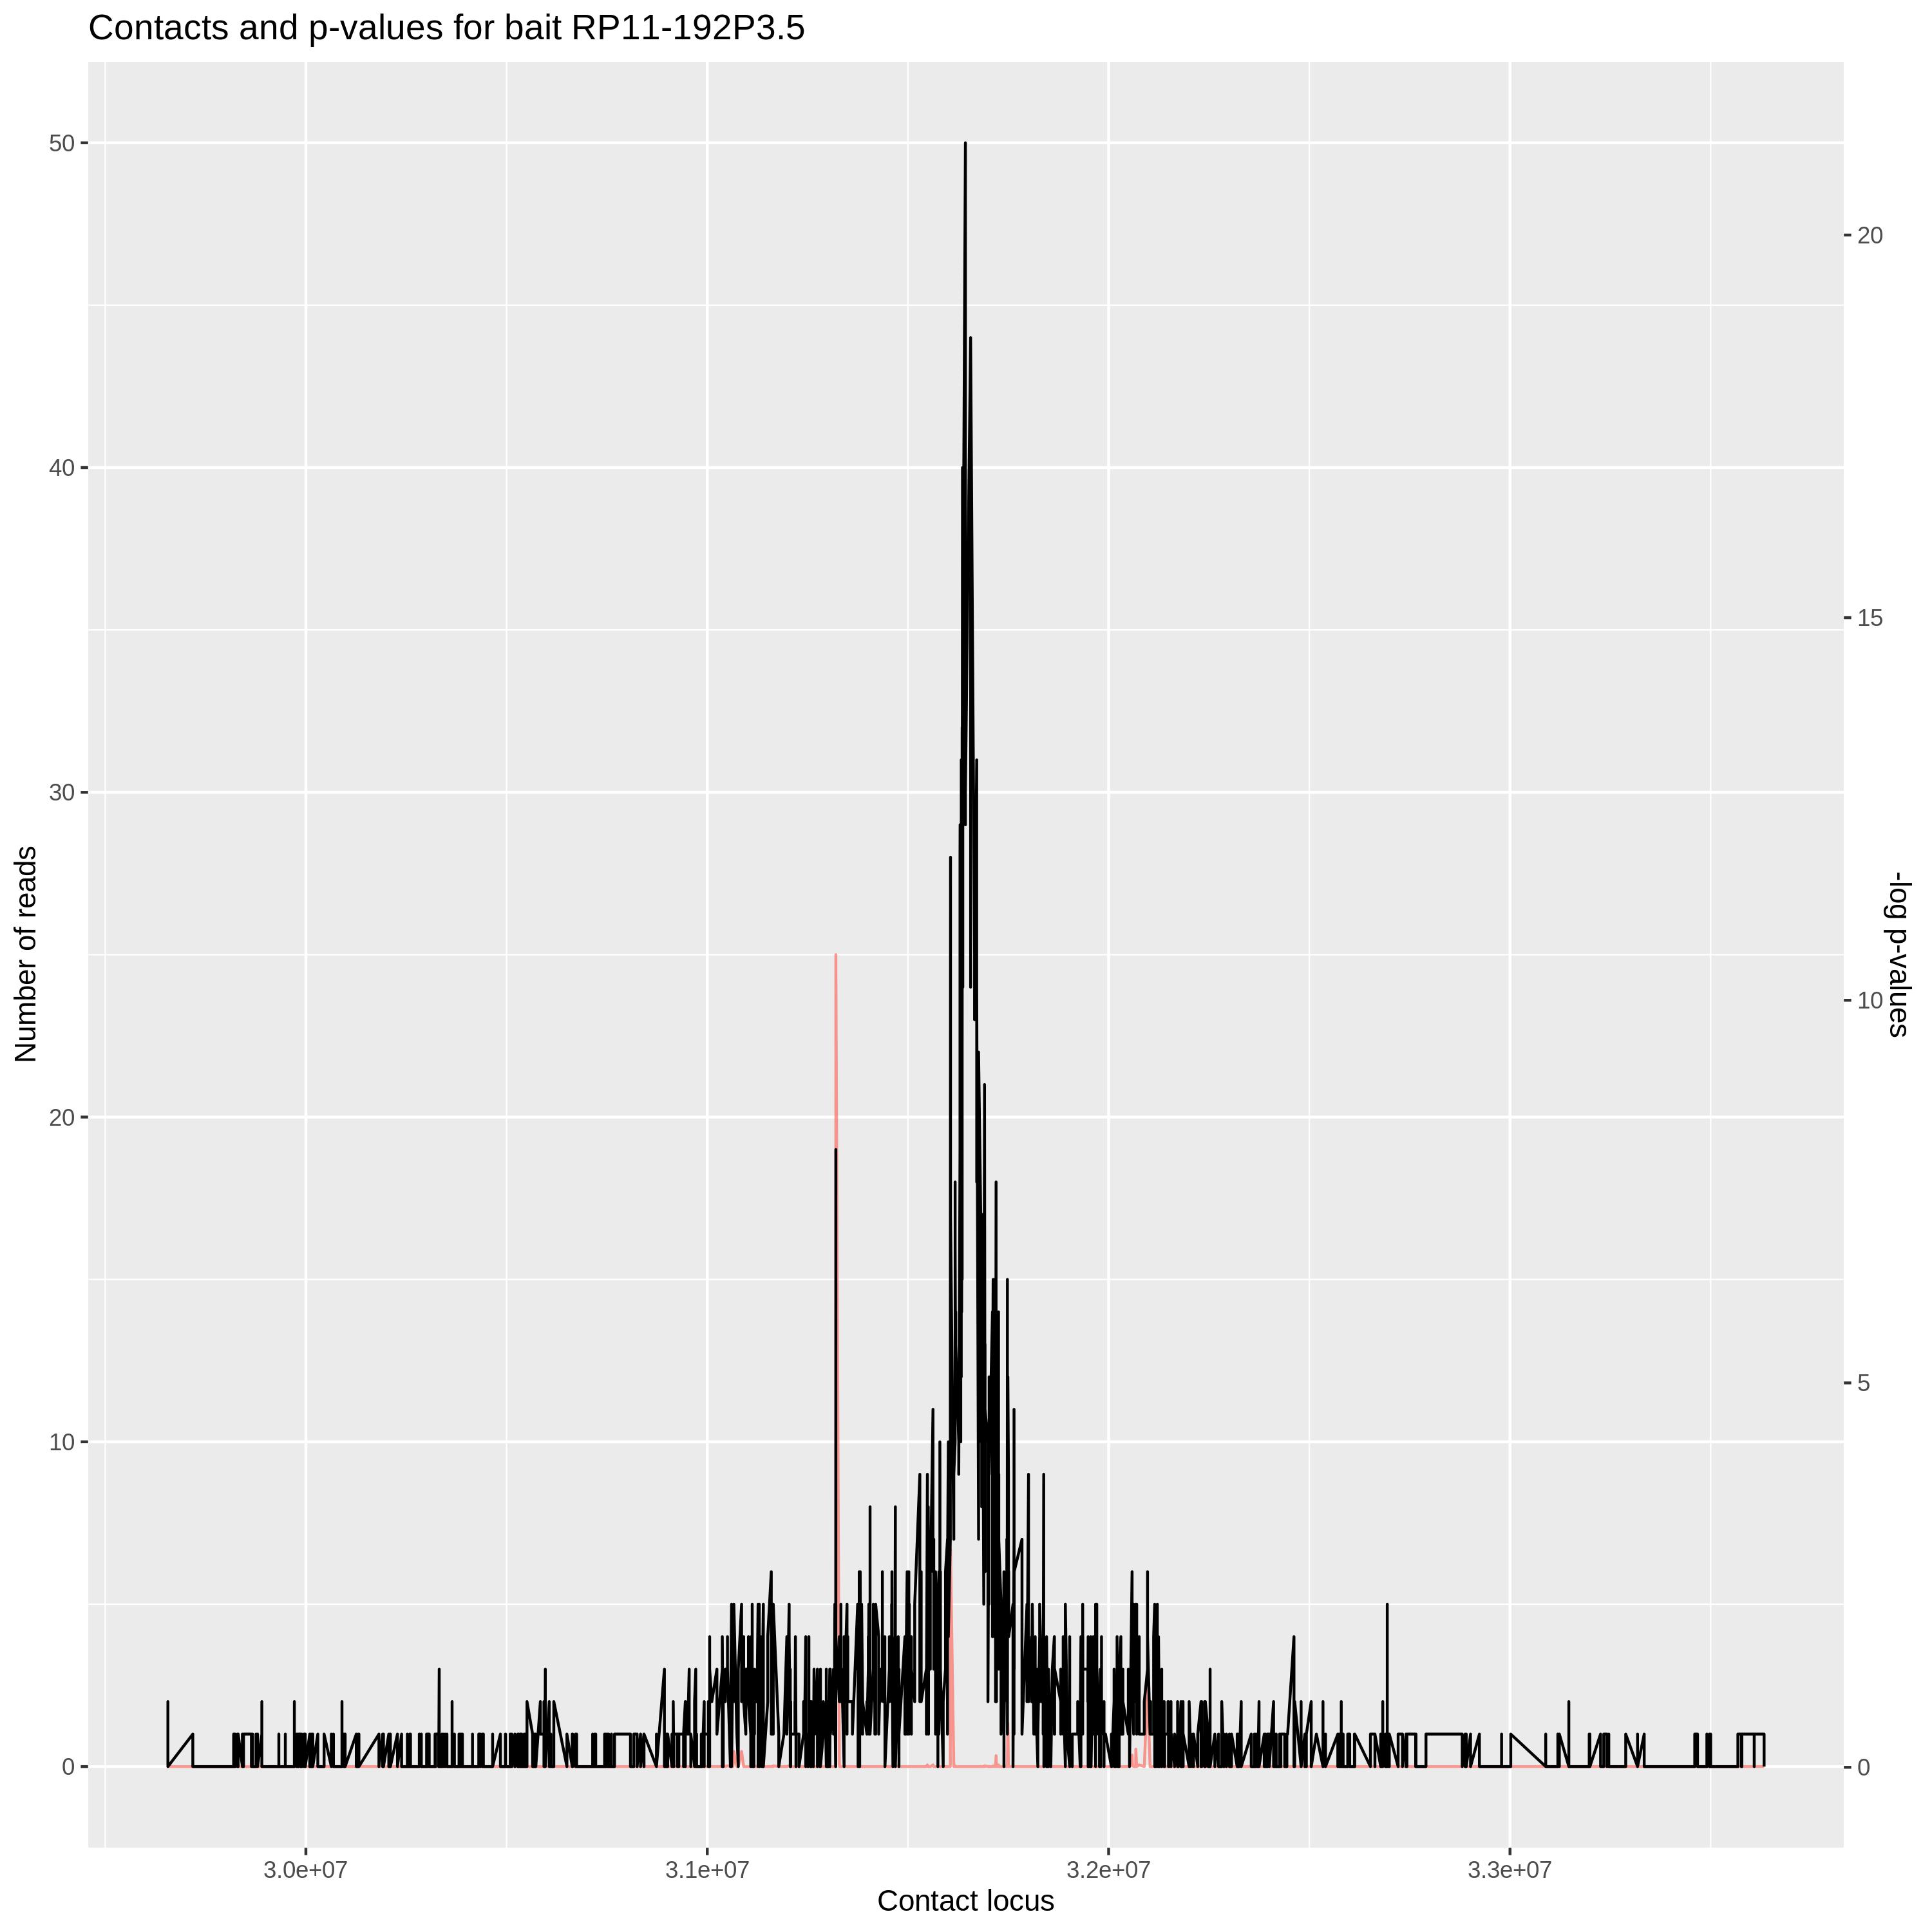 Contacts and p-values for bait RP11-192P3.5
50
40
30
20
10
0
Number of reads
20
15
10
5
0
-log p-values
3.0e+07 3.1e+07 3.2e+07 3.3e+07
Contact locus